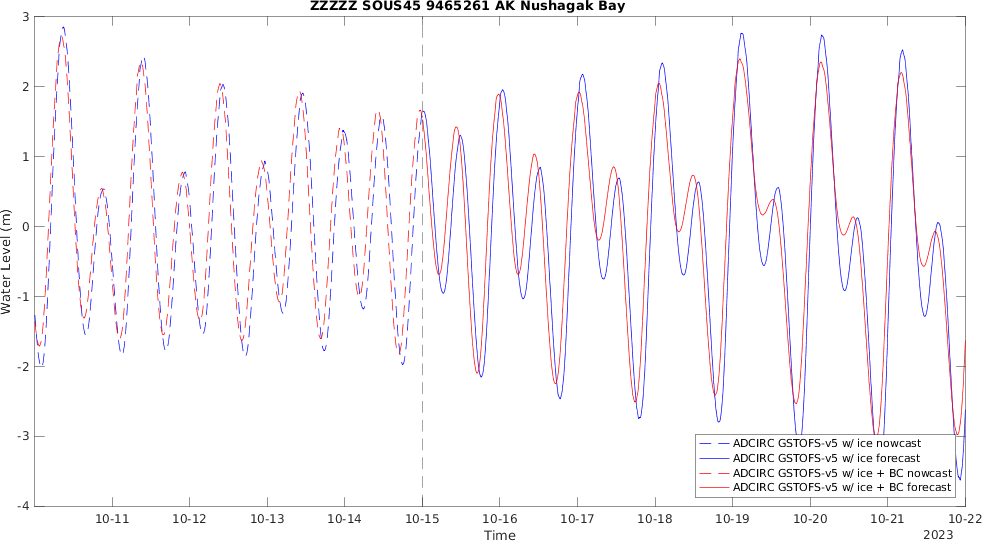 ZZZZZ SOUS45 9465261 AK Nushagak Bay
3
2
1
0
-1
-2
-3
-4
Water Level (m)
ADCIRC GSTOFS-v5 w/ ice nowcast
ADCIRC GSTOFS-v5 w/ ice forecast
ADCIRC GSTOFS-v5 w/ ice + BC nowcast
ADCIRC GSTOFS-v5 w/ ice + BC forecast
10-11 10-12 10-13 10-14 10-15 10-16 10-17 10-18 10-19 10-20 10-21 10-22
Time
2023